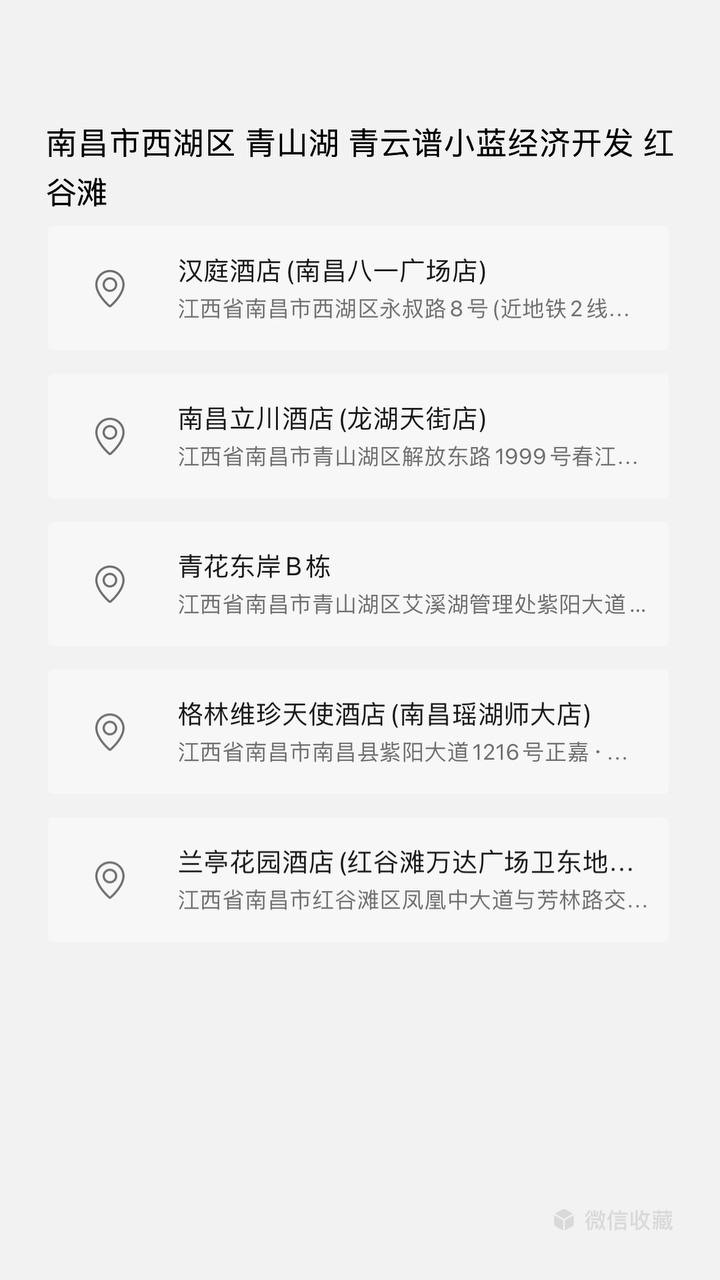 南昌市西湖区 青山湖 青云谱小蓝经济开发 红
谷滩
汉庭酒店(南昌八一广场店)
江西省南昌市西湖区永叔路8号(近地铁2线...
南昌立川酒店(龙湖天街店)
江西省南昌市青山湖区解放东路1999号春江...
青花东岸B栋
江西省南昌市青山湖区艾溪湖管理处紫阳大道...
格林维珍天使酒店(南昌瑶湖师大店)
江西省南昌市南昌县紫阳大道1216号正嘉·...
兰亭花园酒店(红谷滩万达广场卫东地...
江西省南昌市红谷滩区凤凰中大道与芳林路交...
微信收藏